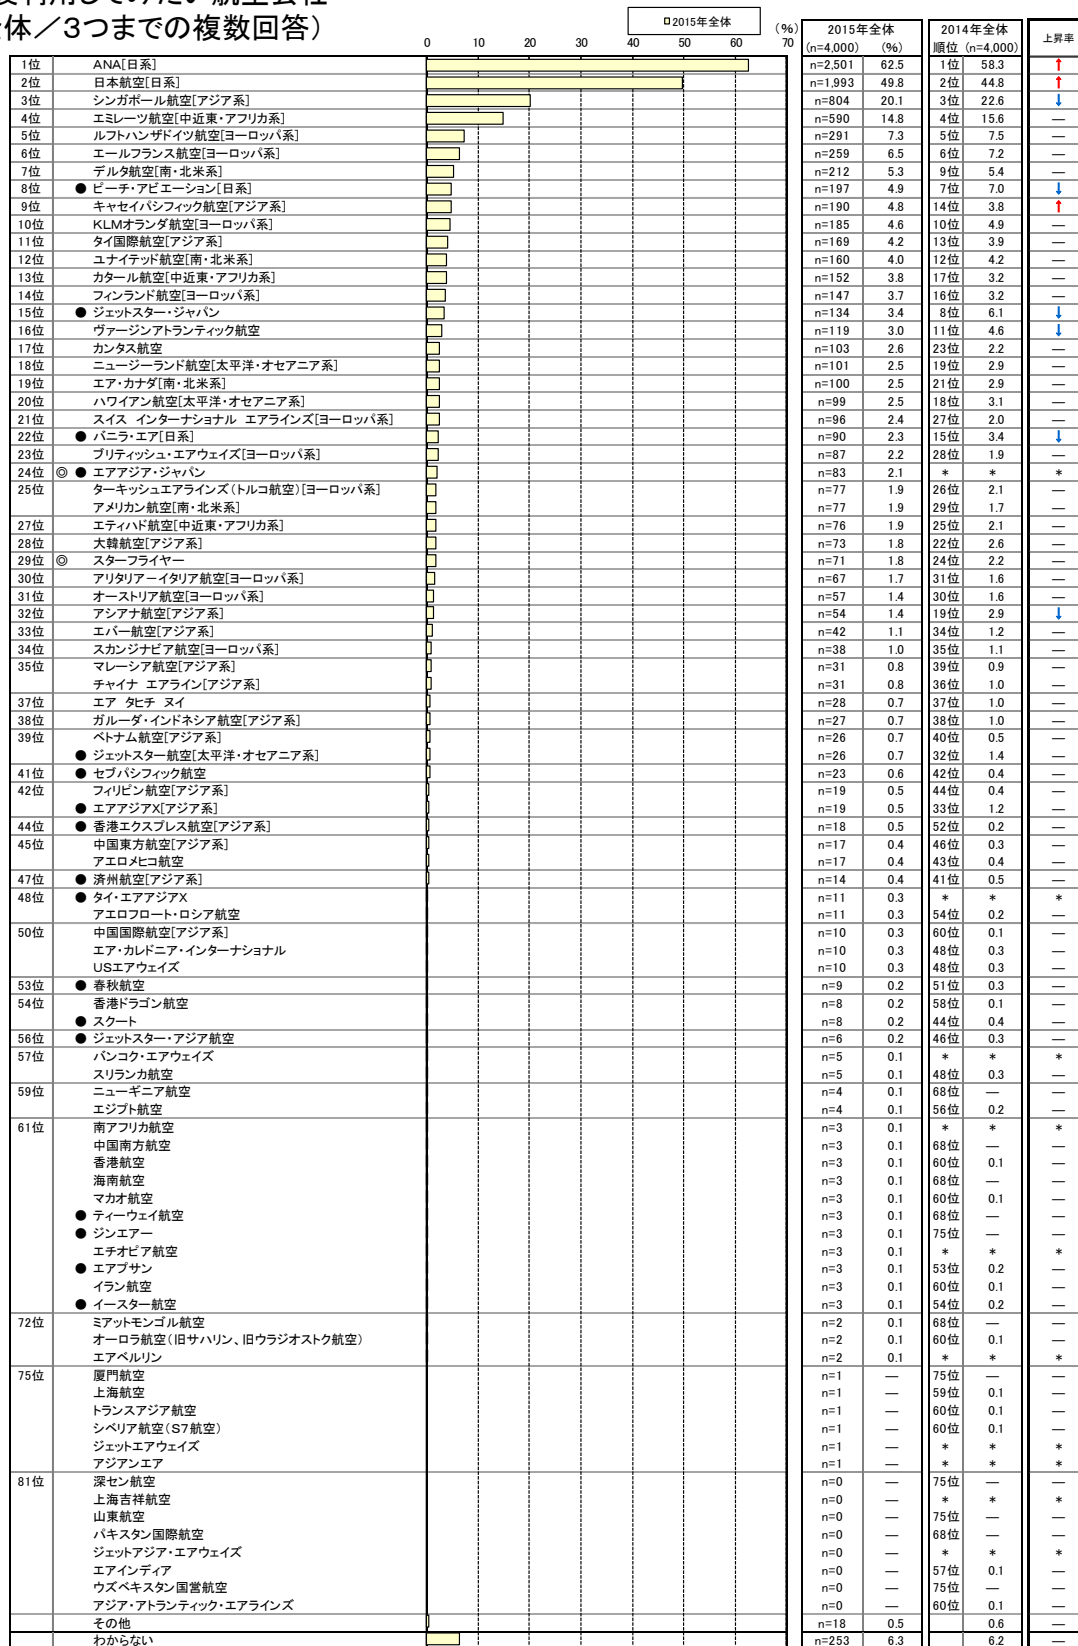 度利用してみたい航空会社
体／3つまでの複数回答）
2015年全体
(%)
0 10 20 30 40 50 60 70
2015年全体 2014年全体 上昇率
(n=4,000) (%) 順位 (n=4,000)
1位 ANA[日系] n=2,501 62.5 1位 58.3 ↑
2位 日本航空[日系] n=1,993 49.8 2位 44.8 ↑
3位 シンガポール航空[アジア系] n=804 20.1 3位 22.6 ↓
4位 エミレーツ航空[中近東・アフリカ系] n=590 14.8 4位 15.6 ―
5位 ルフトハンザドイツ航空[ヨーロッパ系] n=291 7.3 5位 7.5 ―
6位 エールフランス航空[ヨーロッパ系] n=259 6.5 6位 7.2 ―
7位 デルタ航空[南・北米系] n=212 5.3 9位 5.4 ―
8位 ● ピーチ・アビエーション[日系] n=197 4.9 7位 7.0 ↓
9位 キャセイパシフィック航空[アジア系] n=190 4.8 14位 3.8 ↑
10位 KLMオランダ航空[ヨーロッパ系] n=185 4.6 10位 4.9 ―
11位 タイ国際航空[アジア系] n=169 4.2 13位 3.9 ―
12位 ユナイテッド航空[南・北米系] n=160 4.0 12位 4.2 ―
13位 カタール航空[中近東・アフリカ系] n=152 3.8 17位 3.2 ―
14位 フィンランド航空[ヨーロッパ系] n=147 3.7 16位 3.2 ―
15位 ● ジェットスター・ジャパン n=134 3.4 8位 6.1 ↓
16位 ヴァージンアトランティック航空 n=119 3.0 11位 4.6 ↓
17位 カンタス航空 n=103 2.6 23位 2.2 ―
18位 ニュージーランド航空[太平洋・オセアニア系] n=101 2.5 19位 2.9 ―
19位 エア・カナダ[南・北米系] n=100 2.5 21位 2.9 ―
20位 ハワイアン航空[太平洋・オセアニア系] n=99 2.5 18位 3.1 ―
21位 スイス インターナショナル エアラインズ[ヨーロッパ系] n=96 2.4 27位 2.0 ―
22位 ● バニラ・エア[日系] n=90 2.3 15位 3.4 ↓
23位 ブリティッシュ・エアウェイズ[ヨーロッパ系] n=87 2.2 28位 1.9 ―
24位 ◎ ● エアアジア・ジャパン n=83 2.1 * * *
25位 ターキッシュエアラインズ（トルコ航空）[ヨーロッパ系] n=77 1.9 26位 2.1 ―
アメリカン航空[南・北米系] n=77 1.9 29位 1.7 ―
27位 エティハド航空[中近東・アフリカ系] n=76 1.9 25位 2.1 ―
28位 大韓航空[アジア系] n=73 1.8 22位 2.6 ―
29位 ◎ スターフライヤー n=71 1.8 24位 2.2 ―
30位 アリタリアーイタリア航空[ヨーロッパ系] n=67 1.7 31位 1.6 ―
31位 オーストリア航空[ヨーロッパ系] n=57 1.4 30位 1.6 ―
32位 アシアナ航空[アジア系] n=54 1.4 19位 2.9 ↓
33位 エバー航空[アジア系] n=42 1.1 34位 1.2 ―
34位 スカンジナビア航空[ヨーロッパ系] n=38 1.0 35位 1.1 ―
35位 マレーシア航空[アジア系] n=31 0.8 39位 0.9 ―
チャイナ エアライン[アジア系] n=31 0.8 36位 1.0 ―
37位 エア タヒチ ヌイ n=28 0.7 37位 1.0 ―
38位 ガルーダ・インドネシア航空[アジア系] n=27 0.7 38位 1.0 ―
39位 ベトナム航空[アジア系] n=26 0.7 40位 0.5 ―
● ジェットスター航空[太平洋・オセアニア系] n=26 0.7 32位 1.4 ―
41位 ● セブパシフィック航空 n=23 0.6 42位 0.4 ―
42位 フィリピン航空[アジア系] n=19 0.5 44位 0.4 ―
● エアアジアX[アジア系] n=19 0.5 33位 1.2 ―
44位 ● 香港エクスプレス航空[アジア系] n=18 0.5 52位 0.2 ―
45位 中国東方航空[アジア系] n=17 0.4 46位 0.3 ―
アエロメヒコ航空 n=17 0.4 43位 0.4 ―
47位 ● 済州航空[アジア系] n=14 0.4 41位 0.5 ―
48位 ● タイ・エアアジアX n=11 0.3 * * *
アエロフロート・ロシア航空 n=11 0.3 54位 0.2 ―
50位 中国国際航空[アジア系] n=10 0.3 60位 0.1 ―
エア・カレドニア・インターナショナル n=10 0.3 48位 0.3 ―
USエアウェイズ n=10 0.3 48位 0.3 ―
53位 ● 春秋航空 n=9 0.2 51位 0.3 ―
54位 香港ドラゴン航空 n=8 0.2 58位 0.1 ―
● スクート n=8 0.2 44位 0.4 ―
56位 ● ジェットスター・アジア航空 n=6 0.2 46位 0.3 ―
57位 バンコク・エアウェイズ n=5 0.1 * * *
スリランカ航空 n=5 0.1 48位 0.3 ―
59位 ニューギニア航空 n=4 0.1 68位 ― ―
エジプト航空 n=4 0.1 56位 0.2 ―
61位 南アフリカ航空 n=3 0.1 * * *
中国南方航空 n=3 0.1 68位 ― ―
香港航空 n=3 0.1 60位 0.1 ―
海南航空 n=3 0.1 68位 ― ―
マカオ航空 n=3 0.1 60位 0.1 ―
● ティーウェイ航空 n=3 0.1 68位 ― ―
● ジンエアー n=3 0.1 75位 ― ―
エチオピア航空 n=3 0.1 * * *
● エアプサン n=3 0.1 53位 0.2 ―
イラン航空 n=3 0.1 60位 0.1 ―
● イースター航空 n=3 0.1 54位 0.2 ―
72位 ミアットモンゴル航空 n=2 0.1 68位 ― ―
オーロラ航空（旧サハリン、旧ウラジオストク航空） n=2 0.1 60位 0.1 ―
エアベルリン n=2 0.1 * * *
75位 厦門航空 n=1 ― 75位 ― ―
上海航空 n=1 ― 59位 0.1 ―
トランスアジア航空 n=1 ― 60位 0.1 ―
シベリア航空（S7航空） n=1 ― 60位 0.1 ―
ジェットエアウェイズ n=1 ― * * *
アジアンエア n=1 ― * * *
81位 深セン航空 n=0 ― 75位 ― ―
上海吉祥航空 n=0 ― * * *
山東航空 n=0 ― 75位 ― ―
パキスタン国際航空 n=0 ― 68位 ― ―
ジェットアジア・エアウェイズ n=0 ― * * *
エアインディア n=0 ― 57位 0.1 ―
ウズベキスタン国営航空 n=0 ― 75位 ― ―
アジア・アトランティック・エアラインズ n=0 ― 60位 0.1 ―
その他 n=18 0.5 0.6 ―
わからない n=253 6.3 6.2 ―